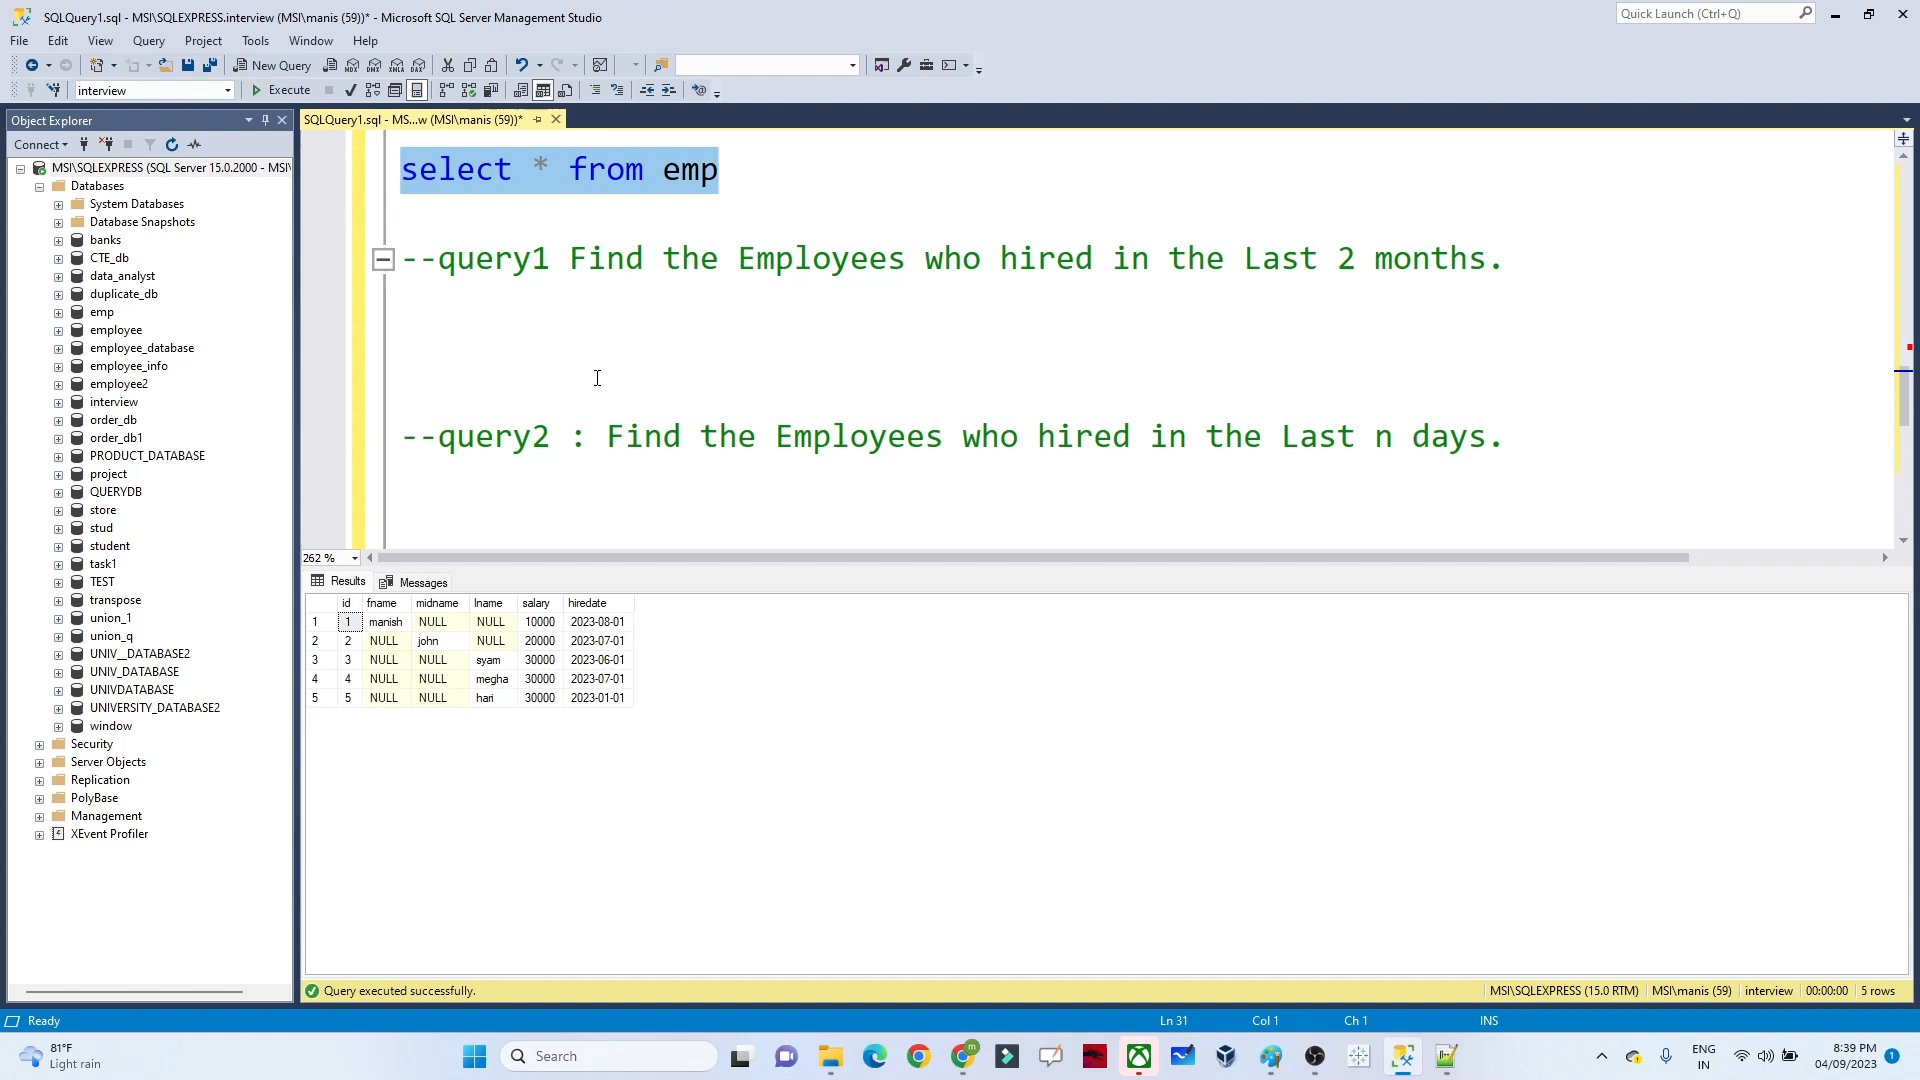 SQLQuery1.sql - MSI\SQLEXPRESS.interview (MSI\manis (59))* - Microsoft SQL Server Management Studio
Quick Launch (Ctrl+Q)
File Edit View Query Project Tools Window Help
New Query
interview Execute
Object Explorer
SQLQuery1.sql - MS...w (MSI\manis (59))*
Connect
MSI\SQLEXPRESS (SQL Server 15.0.2000 - MSI\
Databases
System Databases
Database Snapshots
banks
CTE_db
data_analyst
duplicate_db
emp
employee
employee_database
employee_info
employee2
interview
order_db
order_db1
PRODUCT_DATABASE
project
QUERYDB
store
stud
student
task1
TEST
transpose
union_1
union_q
UNIV__DATABASE2
UNIV_DATABASE
UNIVDATABASE
UNIVERSITY_DATABASE2
window
Security
Server Objects
Replication
PolyBase
Management
XEvent Profiler
select * from emp
--query1 Find the Employees who hired in the Last 2 months.
--query2 : Find the Employees who hired in the Last n days.
262 %
Results Messages
id fname midname lname salary hiredate
1 1 manish NULL NULL 10000 2023-08-01
2 2 NULL john NULL 20000 2023-07-01
3 3 NULL NULL syam 30000 2023-06-01
4 4 NULL NULL megha 30000 2023-07-01
5 5 NULL NULL hari 30000 2023-01-01
Query executed successfully.
MSI\SQLEXPRESS (15.0 RTM) MSI\manis (59) interview 00:00:00 5 rows
Ready Ln 31 Col 1 Ch 1 INS
81°F
Light rain
Search
ENG
IN
8:39 PM
04/09/2023
1